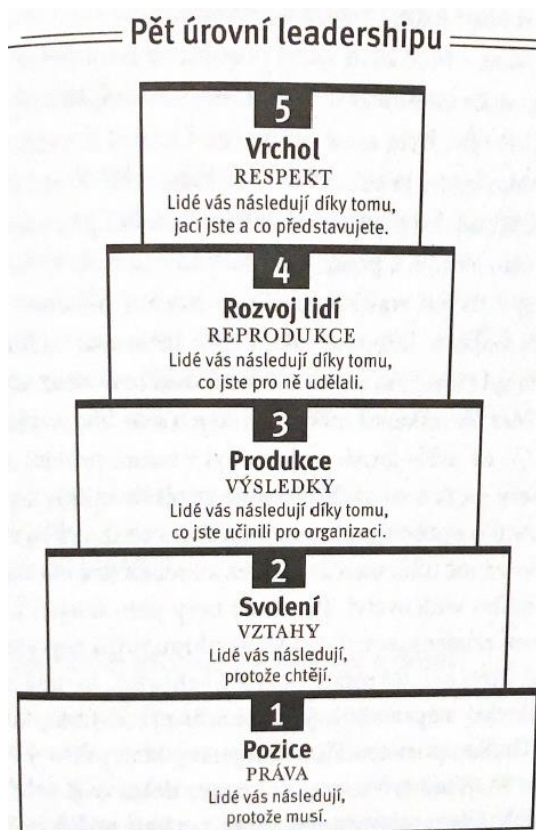 Pět úrovní leadershipu
5
Vrchol
RESPEKT
Lidé vás následují díky tomu,
jací jste a co představujete.
4
Rozvoj lidí
REPRODUKCE
Lidé vás následují díky tomu,
co jste pro ně udělali.
3
Produkce
VÝSLEDKY
Lidé vás následují díky tomu,
co jste učinili pro organizaci.
2
Svolení
VZTAHY
Lidé vás následují,
protože chtějí.
1
Pozice
PRÁVA
Lidé vás následují,
protože musí.